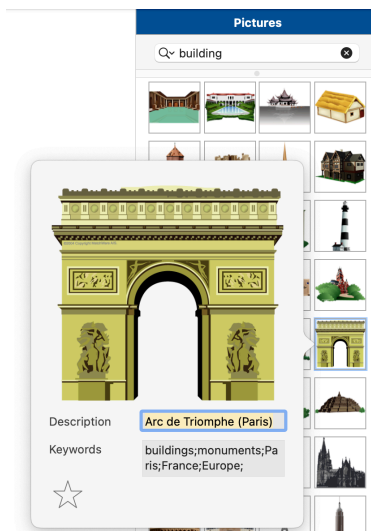 Pictures
building
Description
Arc de Triomphe (Paris)
Keywords
buildings;monuments;Pa
ris;France;Europe;